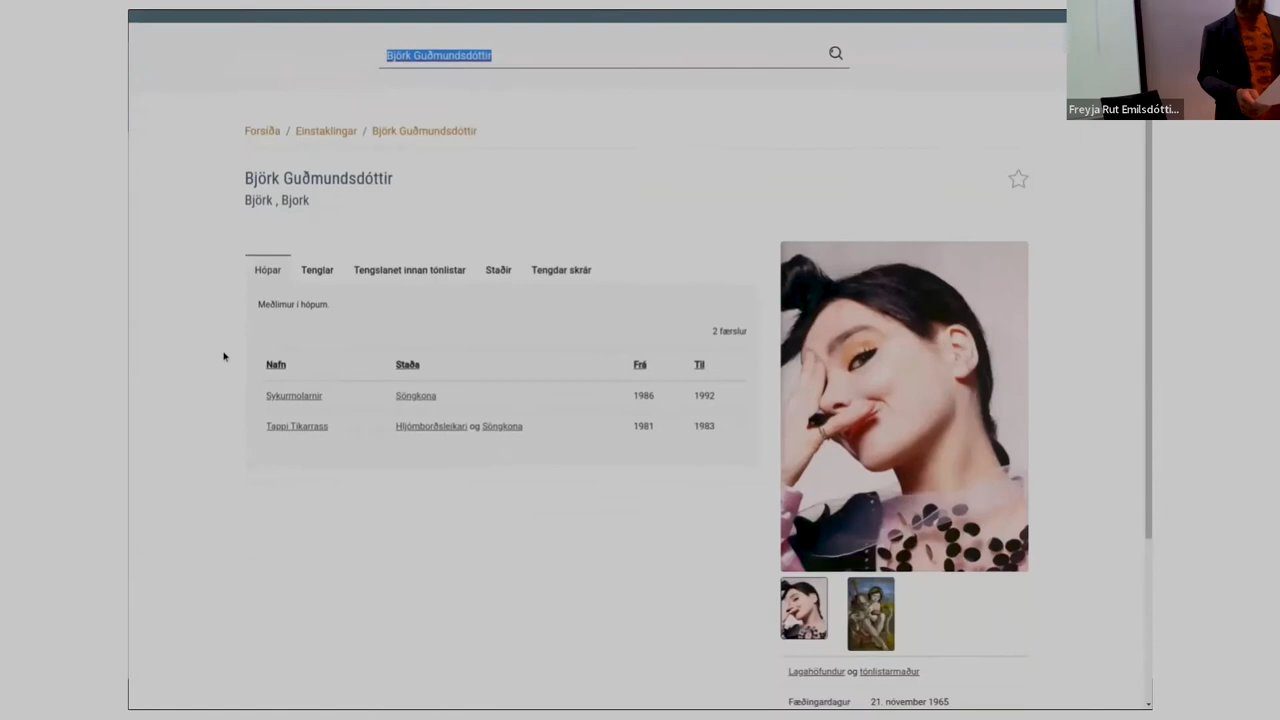 Björk Guðmundsdóttir
Freyja Rut Emilsdótti...
Forsíða / Einstaklingar / Björk Guðmundsdóttir
Björk Guðmundsdóttir
Björk , Bjork
Hópar Tenglar Tengslanet innan tónlistar Staðir Tengdar skrár
Meðlimur í hópum.
2 færslur
Nafn Staða Frá Til
Sykurmolarnir Söngkona 1986 1992
Tappi Tíkarrass Hljómborðsleikari og Söngkona 1981 1983
Lagahöfundur og tónlistarmaður
Fæðingardagur 21. nóvember 1965